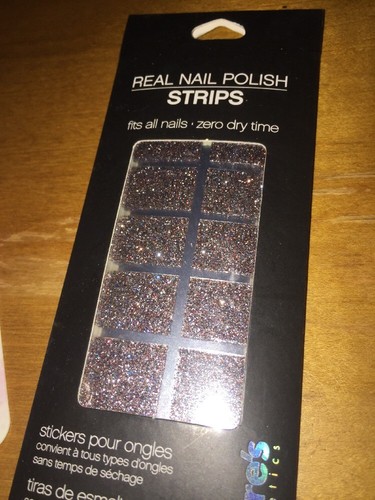 REAL NAIL POLISH
STRIPS
fits all nails · zero dry time
stickers pour ongles
convient à tous types d'ongles
sans temps de séchage
tiras de